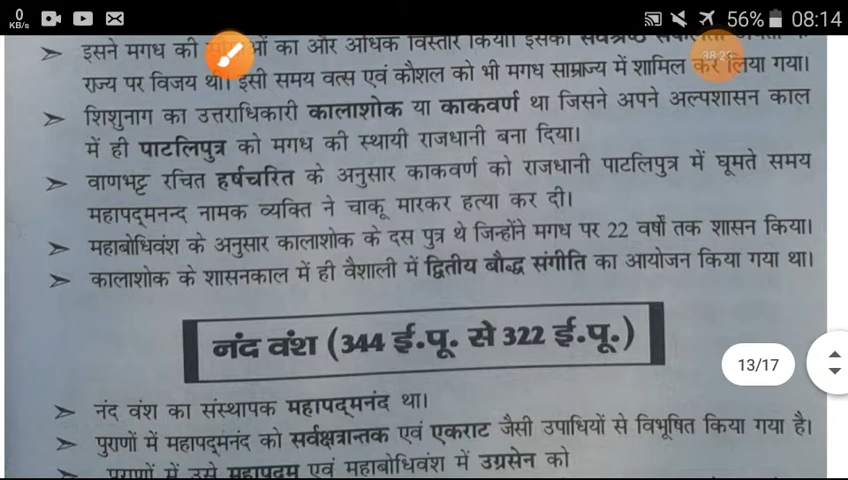 0 KB/s 56% 08:14
➢ इसने मगध की का और अधिक विस्तार किया। इसकी
38:2
राज्य पर विजय थी। इसी समय वत्स एवं कौशल को भी मगध साम्राज्य में शामिल कर लिया गया।
➢ शिशुनाग का उत्तराधिकारी कालाशोक या काकवर्ण था जिसने अपने अल्पशासन काल
में ही पाटलिपुत्र को मगध की स्थायी राजधानी बना दिया।
➢ वाणभट्ट रचित हर्षचरित के अनुसार काकवर्ण को राजधानी पाटलिपुत्र में घूमते समय
महापद्मनन्द नामक व्यक्ति ने चाकू मारकर हत्या कर दी।
➢ महाबोधिवंश के अनुसार कालाशोक के दस पुत्र थे जिन्होंने मगध पर 22 वर्षों तक शासन किया।
➢ कालाशोक के शासनकाल में ही वैशाली में द्वितीय बौद्ध संगीति का आयोजन किया गया था।
नंद वंश (344 ई.पू. से 322 ई.पू.)
13/17
➢ नंद वंश का संस्थापक महापद्मनंद था।
➢ पुराणों में महापद्मनंद को सर्वक्षत्रान्तक एवं एकराट जैसी उपाधियों से विभूषित किया गया है।
➢ पुराणों में उसे महापद्म एवं महाबोधिवंश में उग्रसेन को